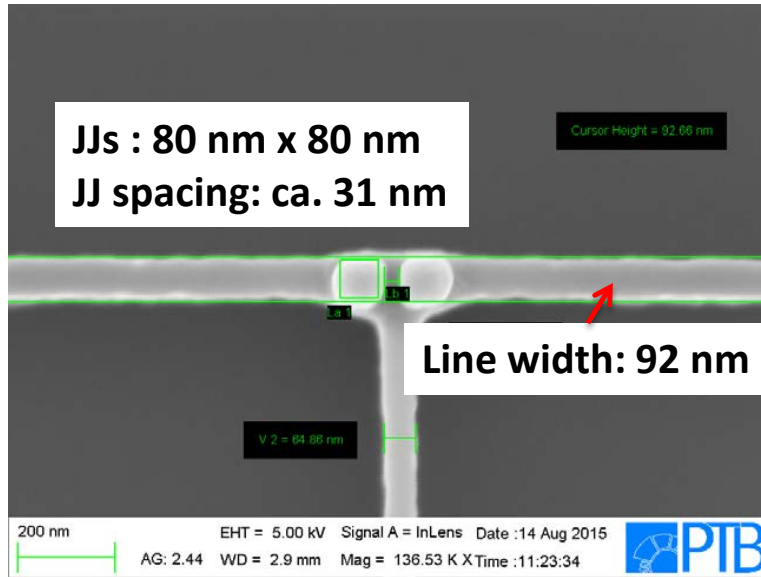 JJs : 80 nm x 80 nm
JJ spacing: ca. 31 nm
Cursor Height = 92.66 nm
La 1
Lb 1
Line width: 92 nm
V 2 = 64.86 nm
200 nm
EHT = 5.00 kV Signal A = InLens Date :14 Aug 2015
AG: 2.44 WD = 2.9 mm Mag = 136.53 K X Time :11:23:34
PTB